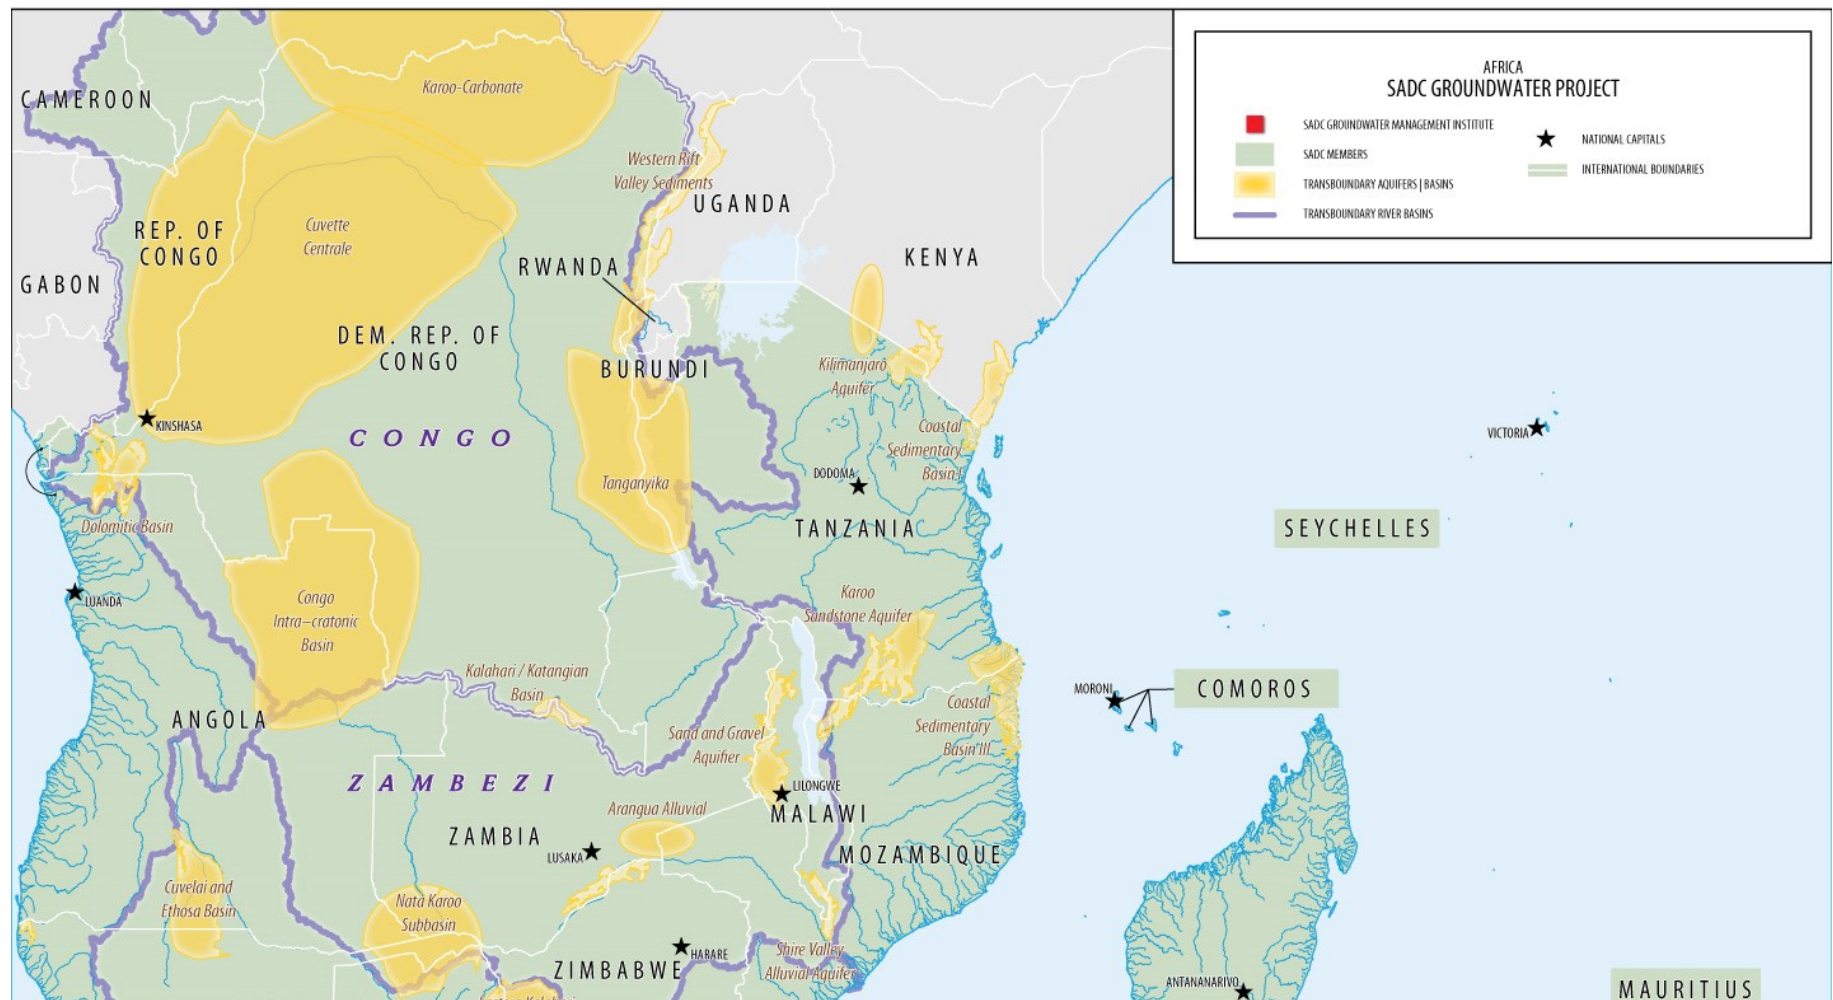 AFRICA
SADC GROUNDWATER PROJECT
SADC GROUNDWATER MANAGEMENT INSTITUTE
SADC MEMBERS
TRANSBOUNDARY AQUIFERS | BASINS
TRANSBOUNDARY RIVER BASINS
NATIONAL CAPITALS
INTERNATIONAL BOUNDARIES
CAMEROON
Karoo-Carbonate
Western Rift
Valley Sediments
UGANDA
REP. OF
CONGO
Cuvette
Centrale
GABON
RWANDA
KENYA
DEM. REP. OF
CONGO
BURUNDI
Kilimanjaro
Aquifer
KINSHASA
CONGO
Coastal
Sedimentary
Basin I
VICTORIA
Tanganyika
DODOMA
Dolomitic Basin
TANZANIA
SEYCHELLES
LUANDA
Congo
Intra-cratonic
Basin
Karoo
Sandstone Aquifer
Kalahari / Katangian
Basin
MORONI
COMOROS
ANGOLA
Sand and Gravel
Aquifier
Coastal
Sedimentary
Basin III
ZAMBEZI
LILONGWE
MALAWI
Arangua Alluvial
ZAMBIA
LUSAKA
MOZAMBIQUE
Cuvelai and
Ethosa Basin
Nata Karoo
Subbasin
HARARE
ZIMBABWE
Shire Valley
Alluvial Aquifer
ANTANANARIVO
MAURITIUS